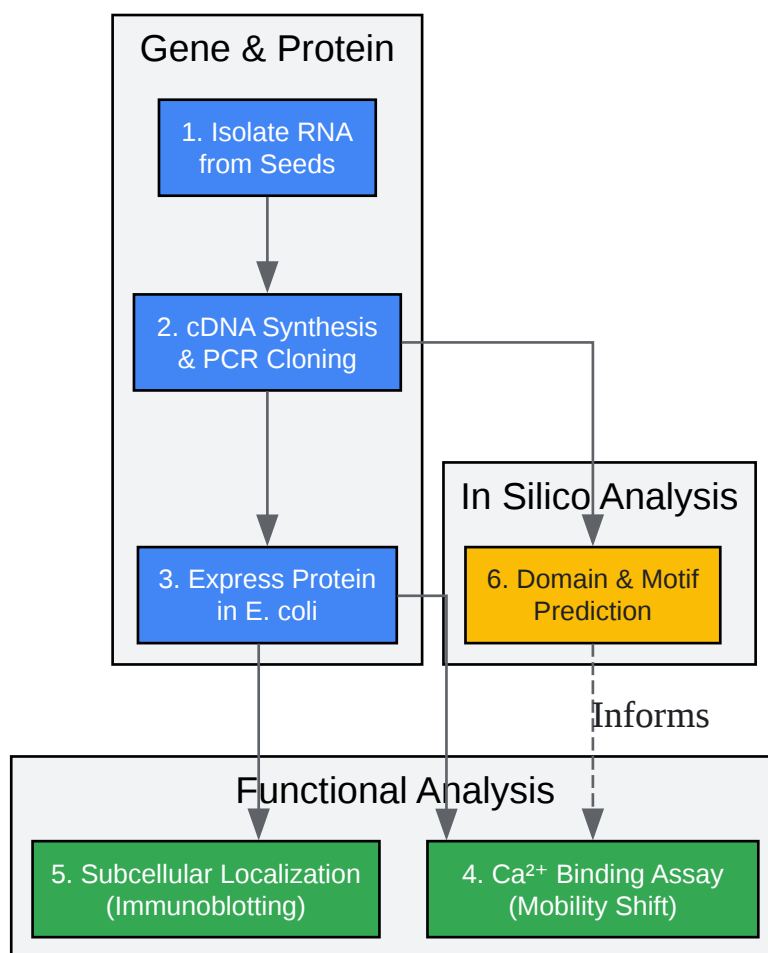 Gene & Protein
1. Isolate RNA
from Seeds
2. cDNA Synthesis
& PCR Cloning
3. Express Protein
in E. coli
In Silico Analysis
6. Domain & Motif
Prediction
Informs
Functional Analysis
5. Subcellular Localization
(Immunoblotting)
4. Ca²⁺ Binding Assay
(Mobility Shift)